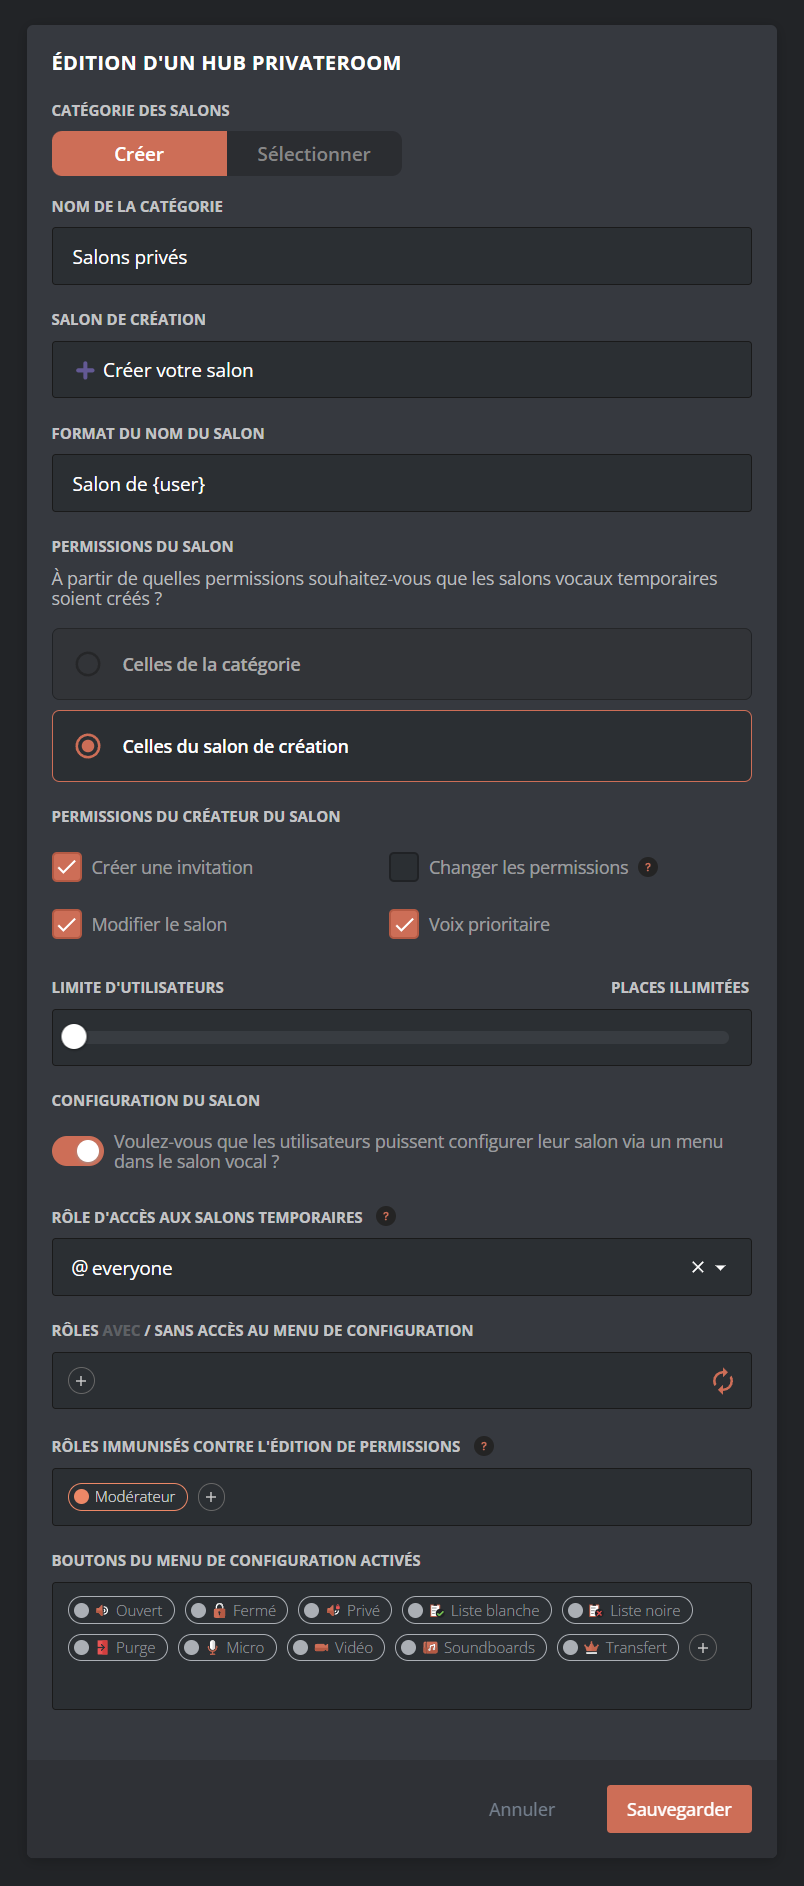 ÉDITION D'UN HUB PRIVATEROOM
CATÉGORIE DES SALONS
Créer Sélectionner
NOM DE LA CATÉGORIE
Salons privés
SALON DE CRÉATION
Créer votre salon
FORMAT DU NOM DU SALON
Salon de {user}
PERMISSIONS DU SALON
À partir de quelles permissions souhaitez-vous que les salons vocaux temporaires
soient créés ?
Celles de la catégorie
Celles du salon de création
PERMISSIONS DU CRÉATEUR DU SALON
Créer une invitation Changer les permissions ?
Modifier le salon Voix prioritaire
LIMITE D'UTILISATEURS PLACES ILLIMITÉES
CONFIGURATION DU SALON
Voulez-vous que les utilisateurs puissent configurer leur salon via un menu
dans le salon vocal ?
RÔLE D'ACCÈS AUX SALONS TEMPORAIRES ?
@ everyone
RÔLES AVEC / SANS ACCÈS AU MENU DE CONFIGURATION
RÔLES IMMUNISÉS CONTRE L'ÉDITION DE PERMISSIONS ?
Modérateur
BOUTONS DU MENU DE CONFIGURATION ACTIVÉS
Ouvert Fermé Privé Liste blanche Liste noire
Purge Micro Vidéo Soundboards Transfert
Annuler Sauvegarder